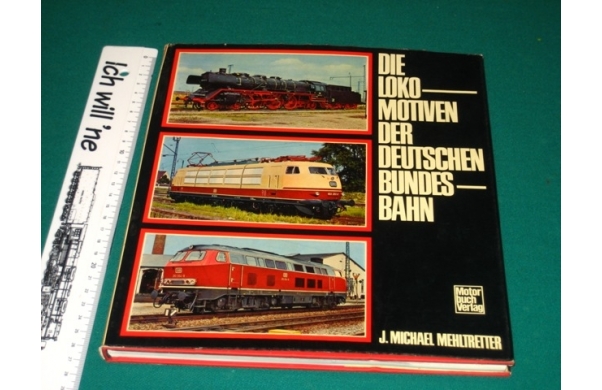 Ich will 'ne
DIE
LOKO
MOTIVEN
DER
DEUTSCHEN
BUNDES
BAHN
Motor
buch
Verlag
J. MICHAEL MEHLTRETTER